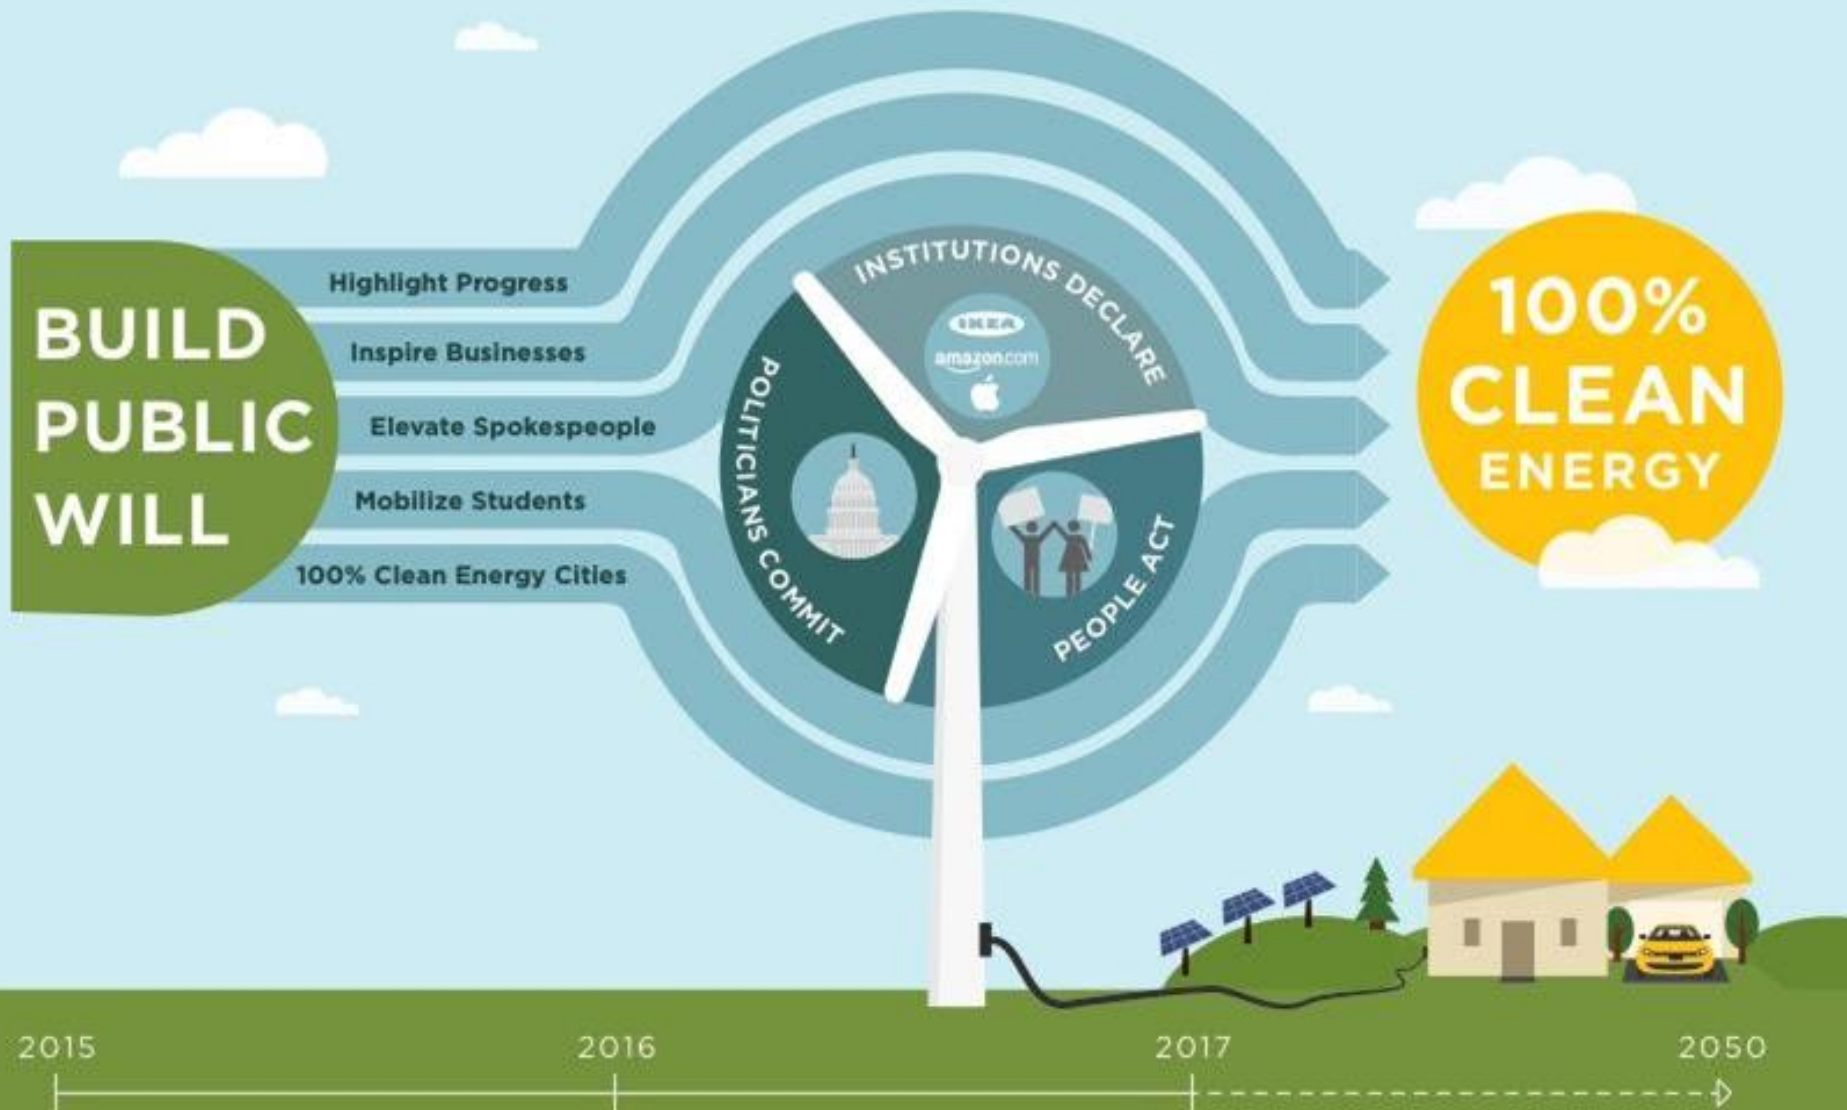 BUILD
PUBLIC
WILL
Highlight Progress
Inspire Businesses
Elevate Spokespeople
Mobilize Students
100% Clean Energy Cities
INSTITUTIONS DECLARE
IKEA
amazon.com
POLITICIANS COMMIT
PEOPLE ACT
100%
CLEAN
ENERGY
2015 2016 2017 2050